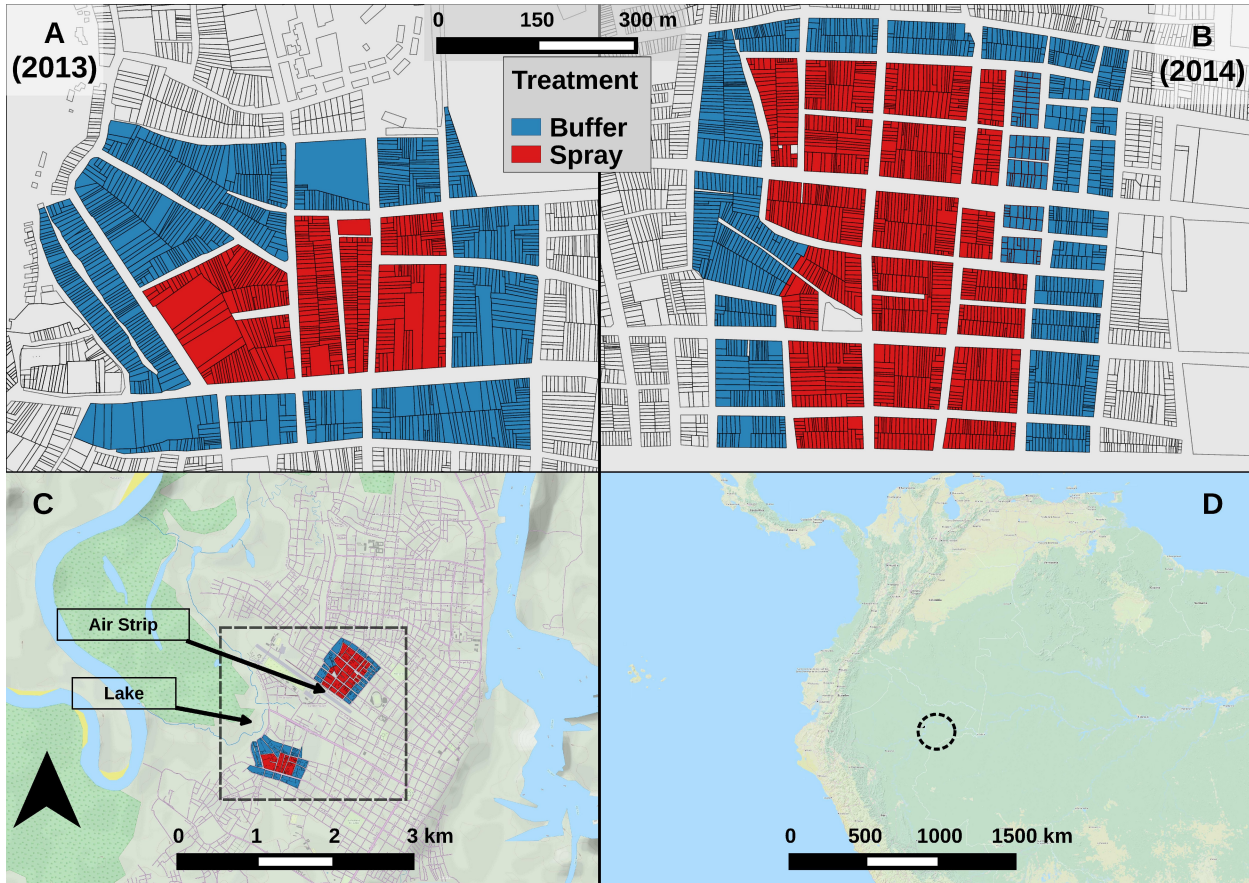 A
(2013)
0 150 300 m
B
(2014)
Treatment
Buffer
Spray
C
Air Strip
Lake
0 1 2 3 km
D
0 500 1000 1500 km